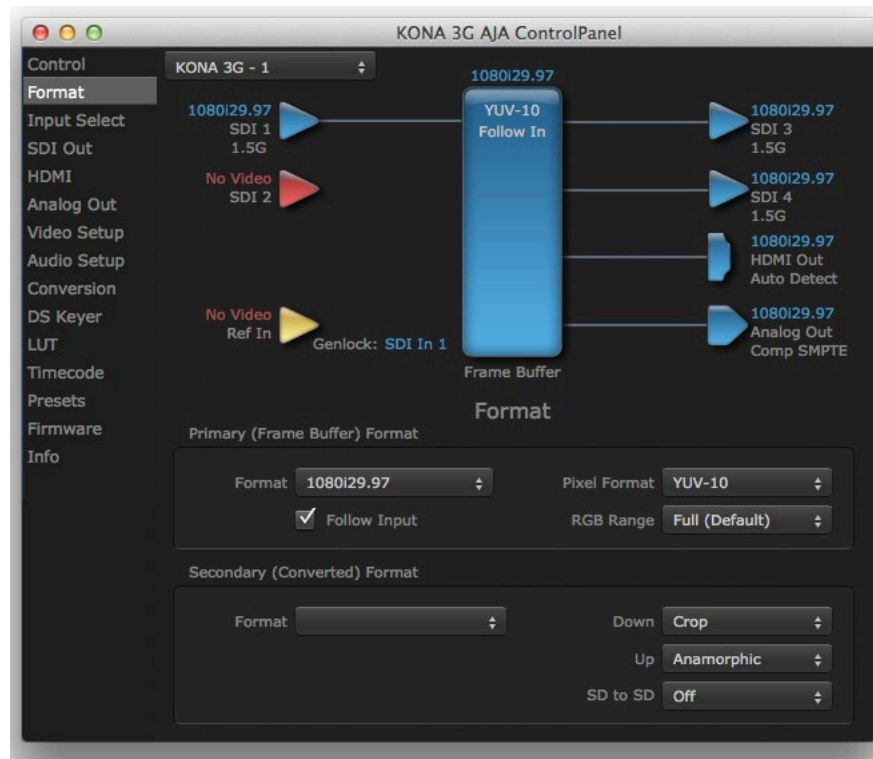 KONA 3G AJA ControlPanel
Control
Format
Input Select
SDI Out
HDMI
Analog Out
Video Setup
Audio Setup
Conversion
DS Keyer
LUT
Timecode
Presets
Firmware
Info
KONA 3G - 1
1080i29.97
1080i29.97
SDI 1
1.5G
No Video
SDI 2
No Video
Ref In
Genlock: SDI In 1
YUV-10
Follow In
Frame Buffer
1080i29.97
SDI 3
1.5G
1080i29.97
SDI 4
1.5G
1080i29.97
HDMI Out
Auto Detect
1080i29.97
Analog Out
Comp SMPTE
Format
Primary (Frame Buffer) Format
Format 1080i29.97
Pixel Format YUV-10
Follow Input
RGB Range Full (Default)
Secondary (Converted) Format
Format
Down Crop
Up Anamorphic
SD to SD Off